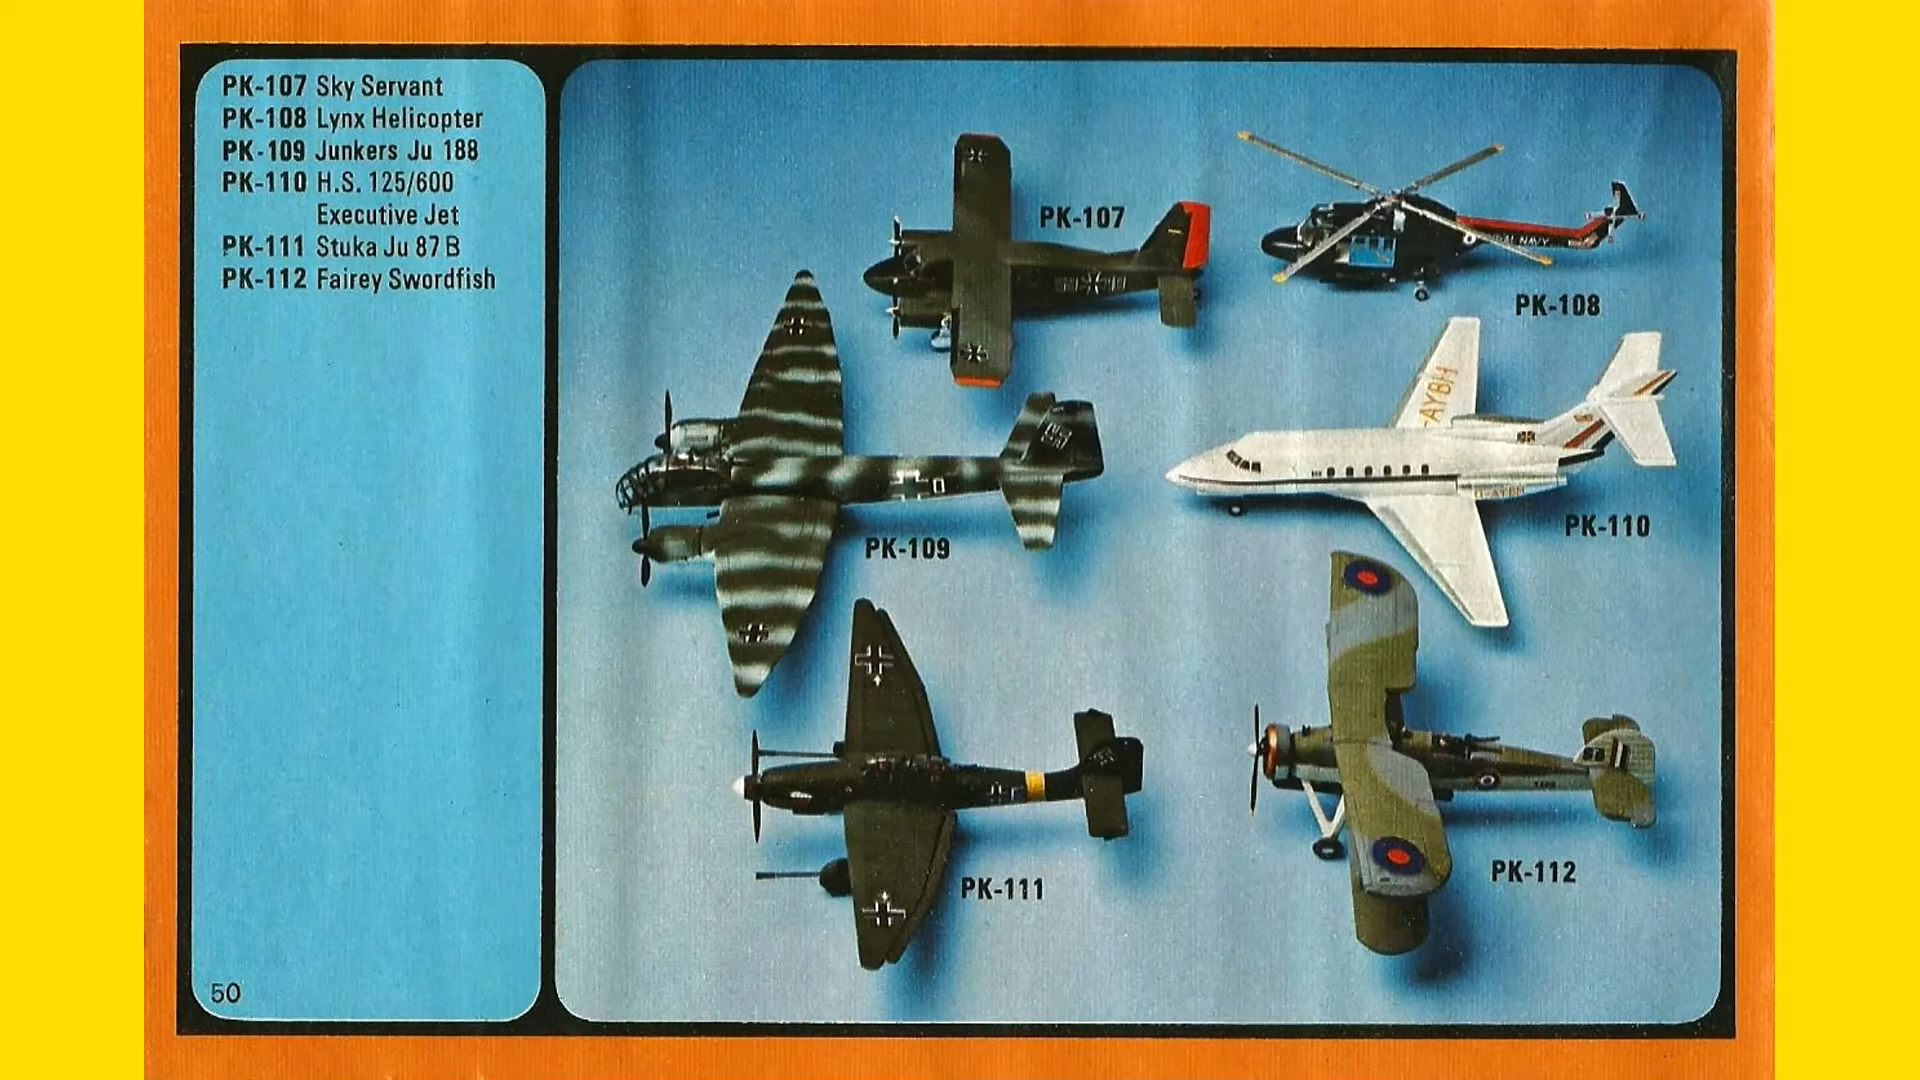 PK-107 Sky Servant
PK-108 Lynx Helicopter
PK-109 Junkers Ju 188
PK-110 H.S. 125/600
Executive Jet
PK-111 Stuka Ju 87 B
PK-112 Fairey Swordfish
PK-107
PK-108
NAVY
AYBH
PK-109
O
PK-110
PK-111
PK-112
50